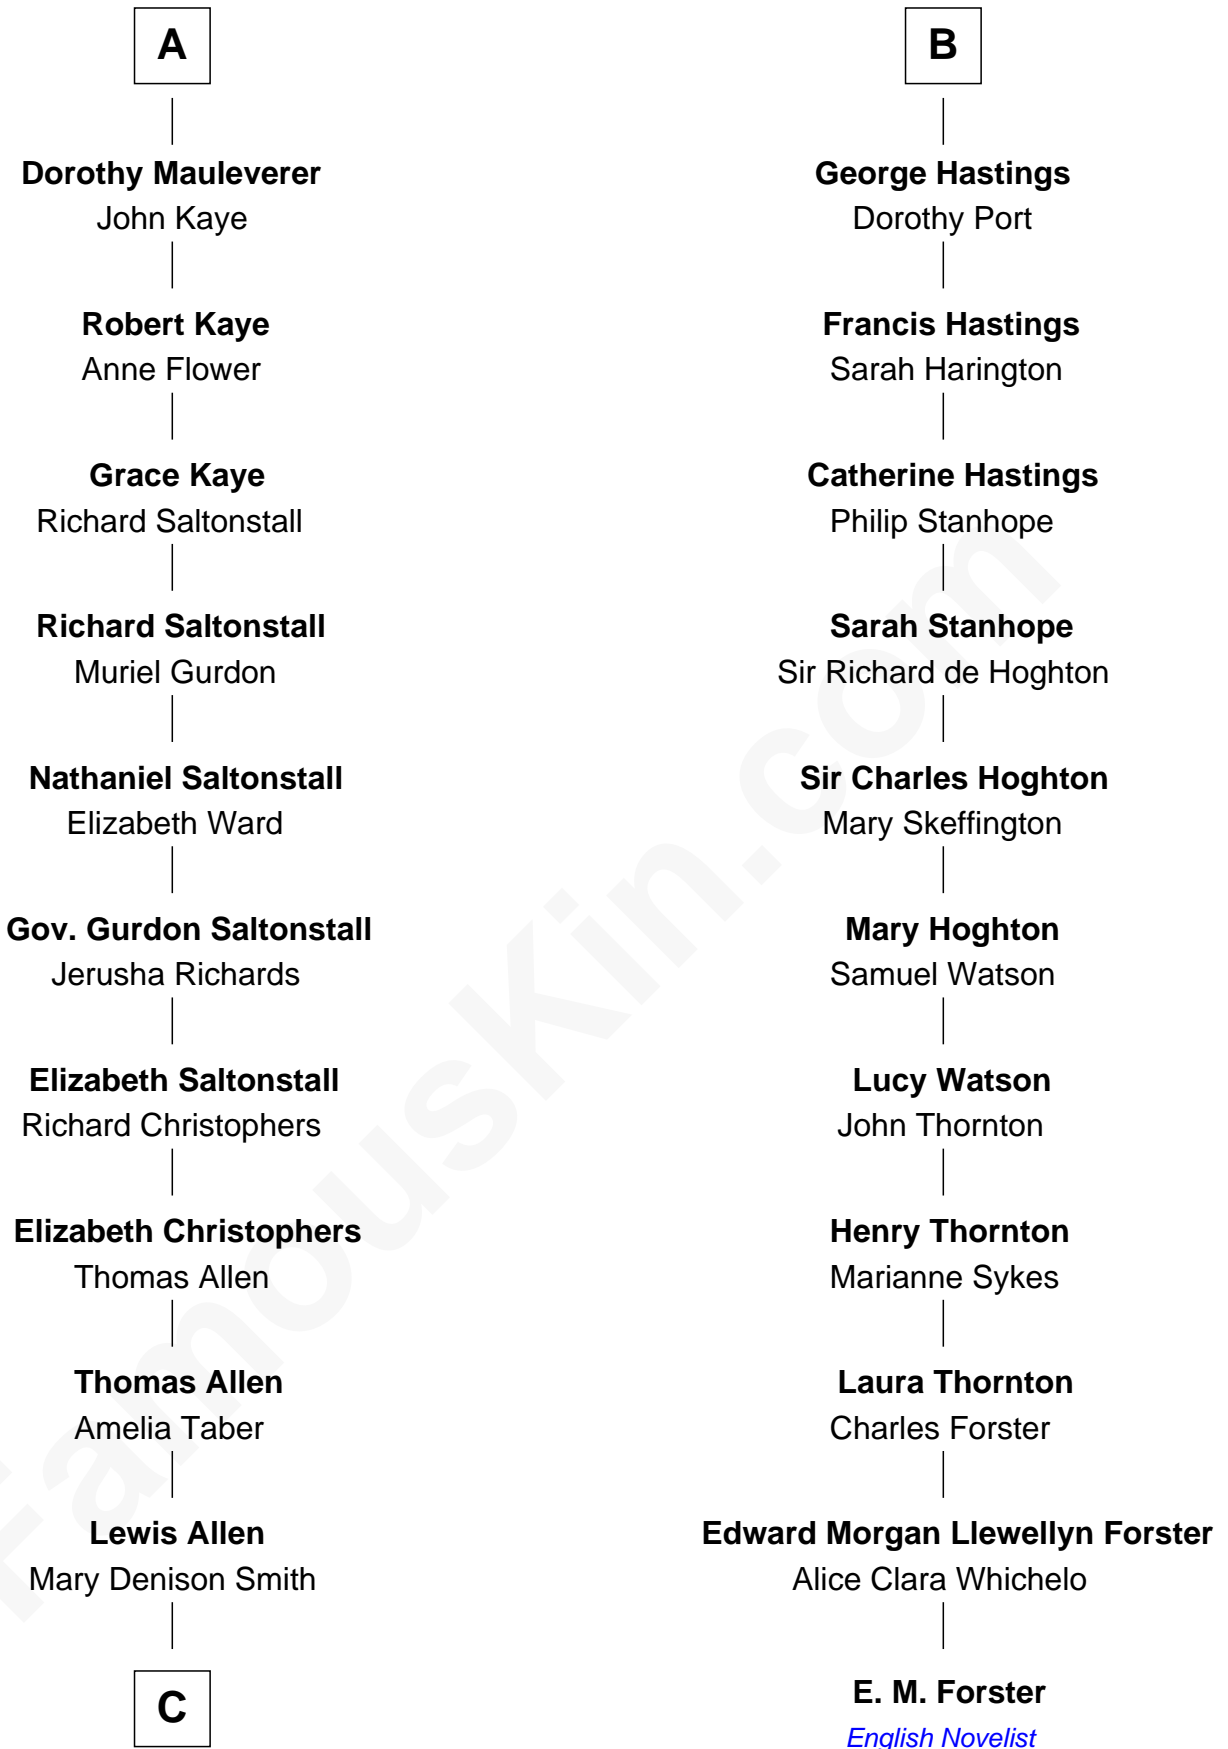 A
Dorothy Mauleverer
John Kaye
Robert Kaye
Anne Flower
Grace Kaye
Richard Saltonstall
Richard Saltonstall
Muriel Gurdon
Nathaniel Saltonstall
Elizabeth Ward
Gov. Gurdon Saltonstall
Jerusha Richards
Elizabeth Saltonstall
Richard Christophers
Elizabeth Christophers
Thomas Allen
Thomas Allen
Amelia Taber
Lewis Allen
Mary Denison Smith
C
B
George Hastings
Dorothy Port
Francis Hastings
Sarah Harington
Catherine Hastings
Philip Stanhope
Sarah Stanhope
Sir Richard de Hoghton
Sir Charles Hoghton
Mary Skeffington
Mary Hoghton
Samuel Watson
Lucy Watson
John Thornton
Henry Thornton
Marianne Sykes
Laura Thornton
Charles Forster
Edward Morgan Llewellyn Forster
Alice Clara Whichelo
E. M. Forster
English Novelist
FamousKin.com